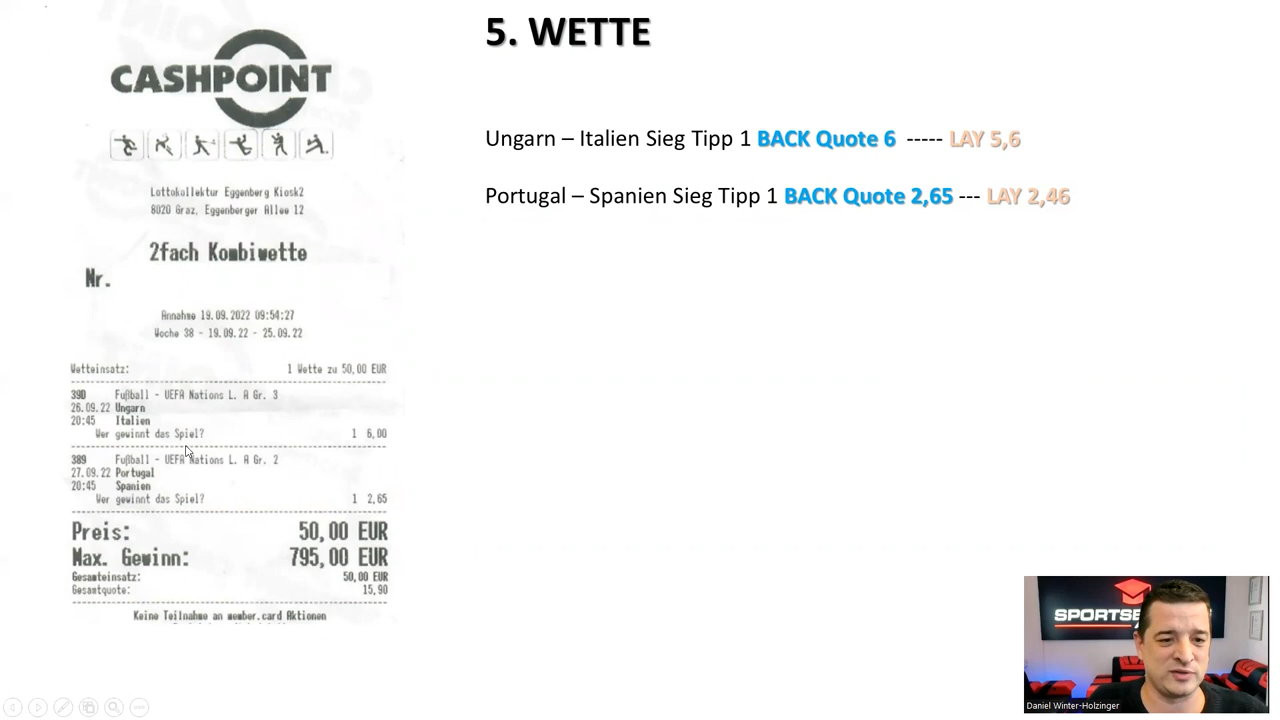 CASHPOINT
Lottokollektur Eggenberg Kiosk2
8020 Graz, Eggenberger Allee 12
2fach Kombiwette
Nr.
Annahme 19.09.2022 09:54:27
Woche 38 - 19.09.22 - 25.09.22
Wetteinsatz: 1 Wette zu 50,00 EUR
390 Fußball - UEFA Nations L. A Gr. 3
26.09.22 Ungarn
20:45 Italien
Wer gewinnt das Spiel? 1 6,00
389 Fußball - UEFA Nations L. A Gr. 2
27.09.22 Portugal
20:45 Spanien
Wer gewinnt das Spiel? 1 2,65
Preis: 50,00 EUR
Max. Gewinn: 795,00 EUR
Gesamteinsatz: 50,00 EUR
Gesamtquote: 15,90
Keine Teilnahme an member.card Aktionen
5. WETTE
Ungarn – Italien Sieg Tipp 1 BACK Quote 6 ----- LAY 5,6
Portugal – Spanien Sieg Tipp 1 BACK Quote 2,65 --- LAY 2,46
Daniel Winter-Holzinger